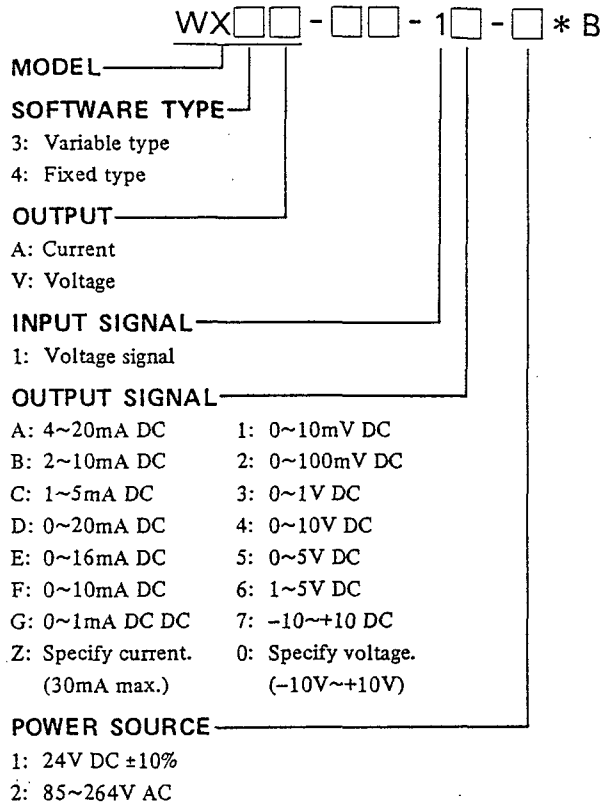 WX□□-□□-1□-□*B
MODEL
SOFTWARE TYPE
3: Variable type
4: Fixed type
OUTPUT
A: Current
V: Voltage
INPUT SIGNAL
1: Voltage signal
OUTPUT SIGNAL
A: 4~20mA DC 1: 0~10mV DC
B: 2~10mA DC 2: 0~100mV DC
C: 1~5mA DC 3: 0~1V DC
D: 0~20mA DC 4: 0~10V DC
E: 0~16mA DC 5: 0~5V DC
F: 0~10mA DC 6: 1~5V DC
G: 0~1mA DC DC 7: –10~+10 DC
Z: Specify current. 0: Specify voltage.
(30mA max.) (–10V~+10V)
POWER SOURCE
1: 24V DC ±10%
2: 85~264V AC